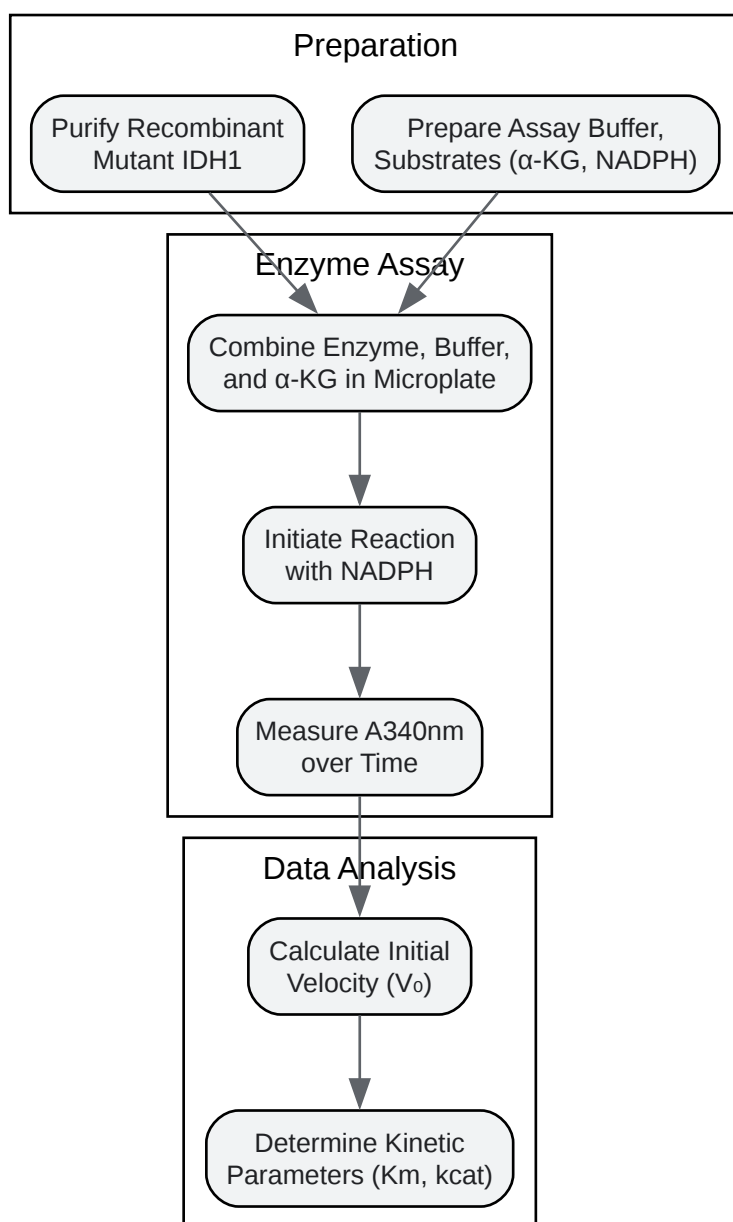 Preparation
Purify Recombinant
Mutant IDH1
Prepare Assay Buffer,
Substrates (α-KG, NADPH)
Enzyme Assay
Combine Enzyme, Buffer,
and α-KG in Microplate
Initiate Reaction
with NADPH
Measure A340nm
over Time
Data Analysis
Calculate Initial
Velocity (V₀)
Determine Kinetic
Parameters (Km, kcat)